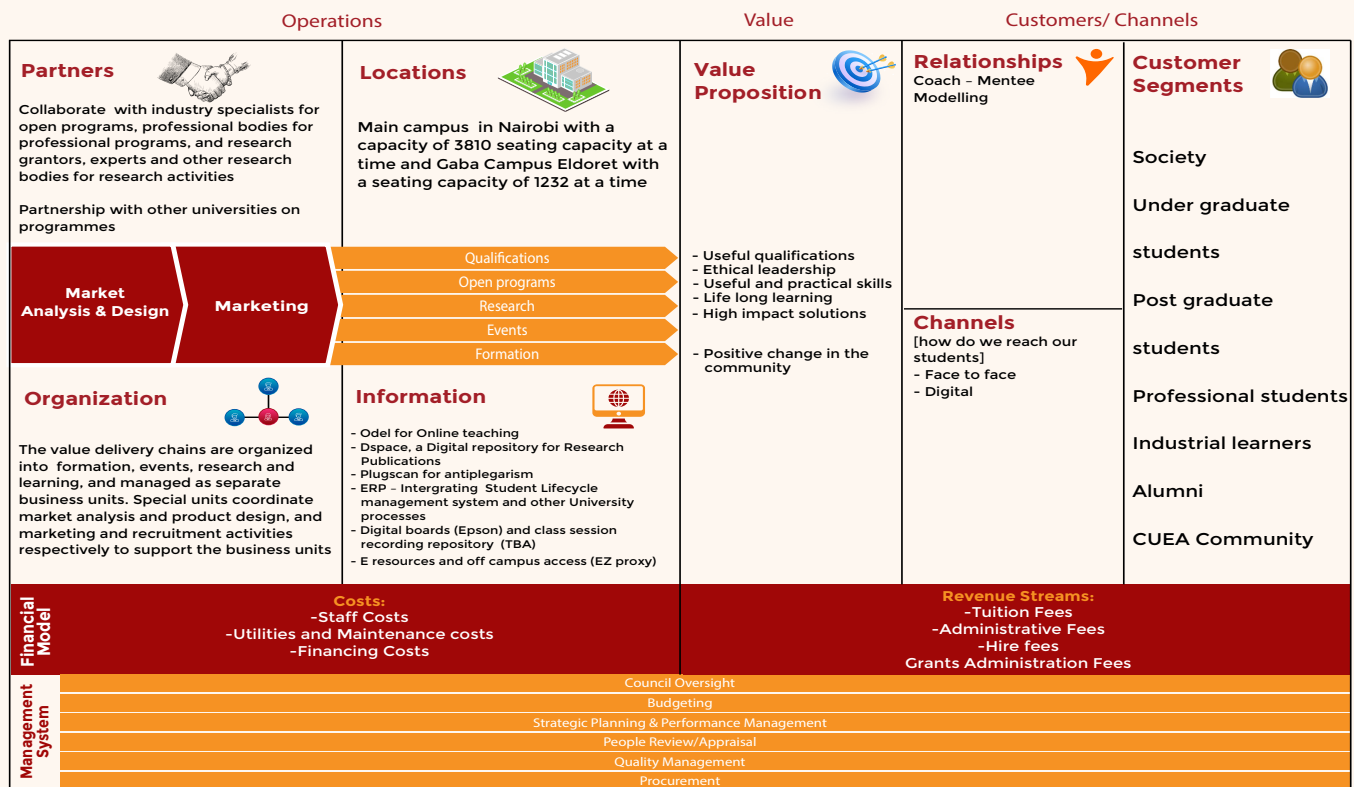 Operations
Value
Customers/ Channels
Partners
Collaborate with industry specialists for
open programs, professional bodies for
professional programs, and research
grantors, experts and other research
bodies for research activities
Partnership with other universities on
programmes
Locations
Main campus in Nairobi with a
capacity of 3810 seating capacity at a
time and Gaba Campus Eldoret with
a seating capacity of 1232 at a time
Market
Analysis & Design
Marketing
Qualifications
Open programs
Research
Events
Formation
Organization
The value delivery chains are organized
into formation, events, research and
learning, and managed as separate
business units. Special units coordinate
market analysis and product design, and
marketing and recruitment activities
respectively to support the business units
Information
- Odel for Online teaching
- Dspace, a Digital repository for Research
Publications
- Plugscan for antiplegarism
- ERP – Intergrating Student Lifecycle
management system and other University
processes
- Digital boards (Epson) and class session
recording repository (TBA)
- E resources and off campus access (EZ proxy)
Value
Proposition
- Useful qualifications
- Ethical leadership
- Useful and practical skills
- Life long learning
- High impact solutions
- Positive change in the
community
Relationships
Coach – Mentee
Modelling
Channels
[how do we reach our
students]
- Face to face
- Digital
Customer
Segments
Society
Under graduate
students
Post graduate
students
Professional students
Industrial learners
Alumni
CUEA Community
Financial
Model
Costs:
-Staff Costs
-Utilities and Maintenance costs
-Financing Costs
Revenue Streams:
-Tuition Fees
-Administrative Fees
-Hire fees
Grants Administration Fees
Management
System
Council Oversight
Budgeting
Strategic Planning & Performance Management
People Review/Appraisal
Quality Management
Procurement